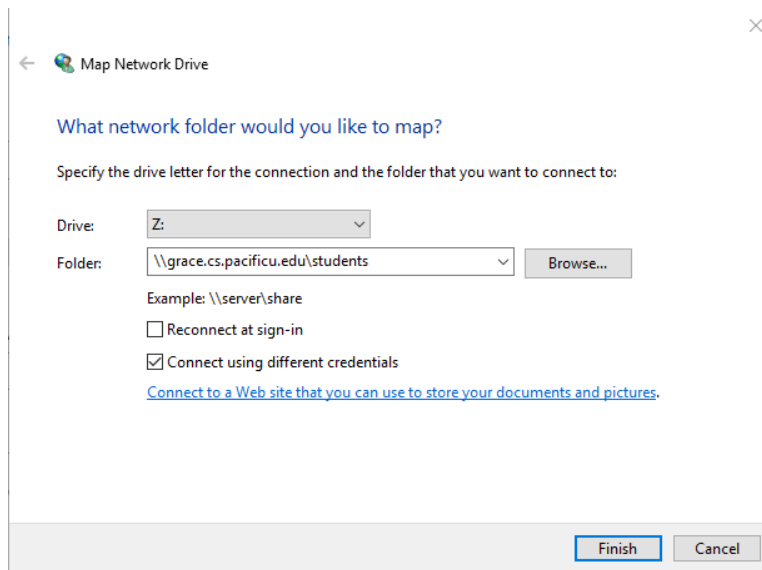 Map Network Drive
What network folder would you like to map?
Specify the drive letter for the connection and the folder that you want to connect to:
Drive: Z:
Folder: \\grace.cs.pacificu.edu\students Browse...
Example: \\server\share
Reconnect at sign-in
Connect using different credentials
Connect to a Web site that you can use to store your documents and pictures.
Finish Cancel